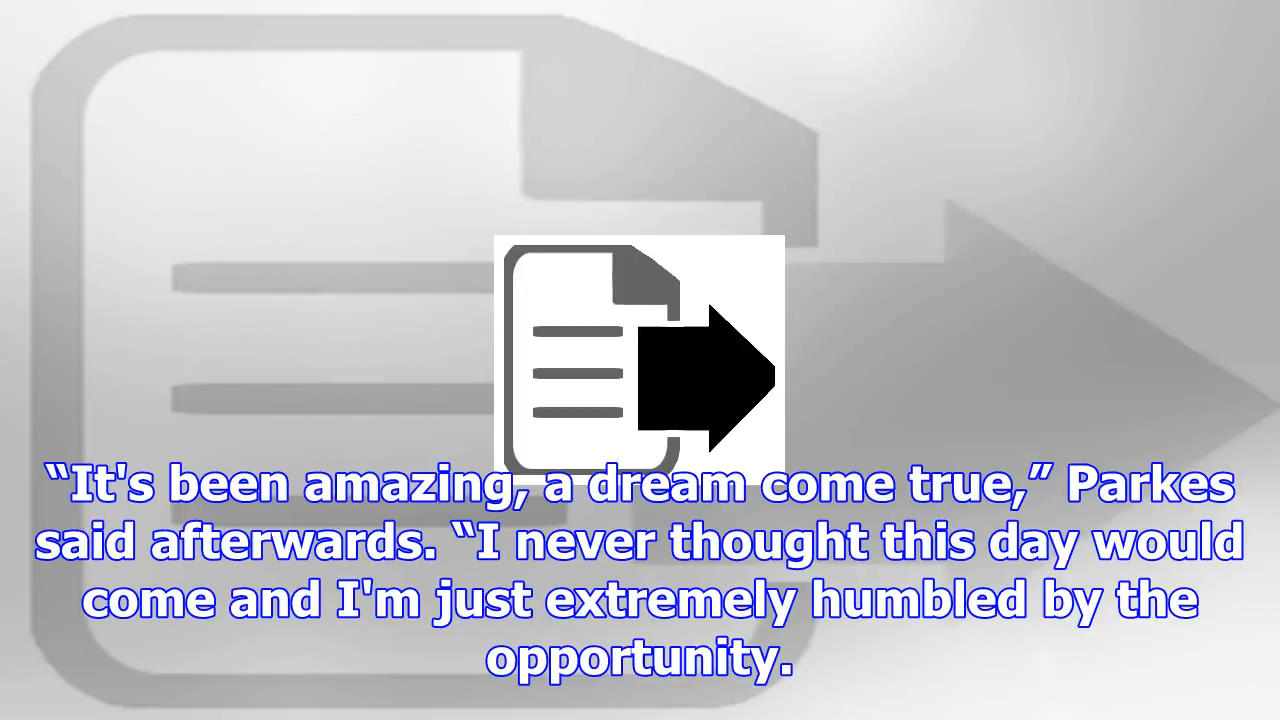 “It's been amazing, a dream come true,” Parkes
said afterwards. “I never thought this day would
come and I'm just extremely humbled by the
opportunity.